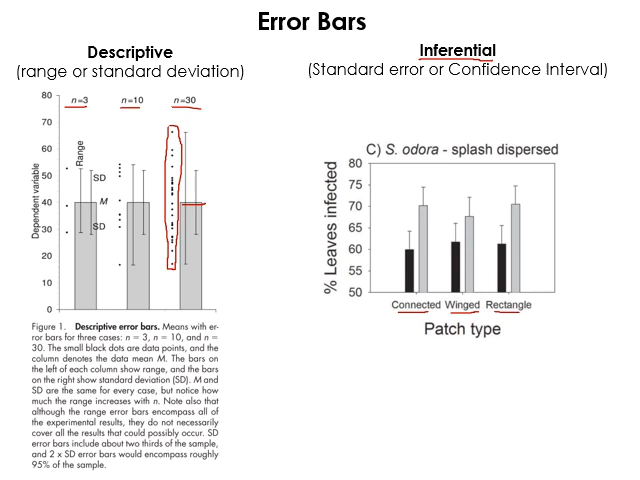 Error Bars
Descriptive
(range or standard deviation)
80
70
60
50
40
30
20
10
0
Dependent variable
n=3
n=10
n=30
Range
SD
M
SD
Figure 1. Descriptive error bars. Means with er-
ror bars for three cases: n = 3, n = 10, and n =
30. The small black dots are data points, and the
column denotes the data mean M. The bars on
the left of each column show range, and the bars
on the right show standard deviation (SD). M and
SD are the same for every case, but notice how
much the range increases with n. Note also that
although the range error bars encompass all of
the experimental results, they do not necessarily
cover all the results that could possibly occur. SD
error bars include about two thirds of the sample,
and 2 x SD error bars would encompass roughly
95% of the sample.
Inferential
(Standard error or Confidence Interval)
C) S. odora - splash dispersed
80
75
70
65
60
55
50
% Leaves infected
Connected Winged Rectangle
Patch type